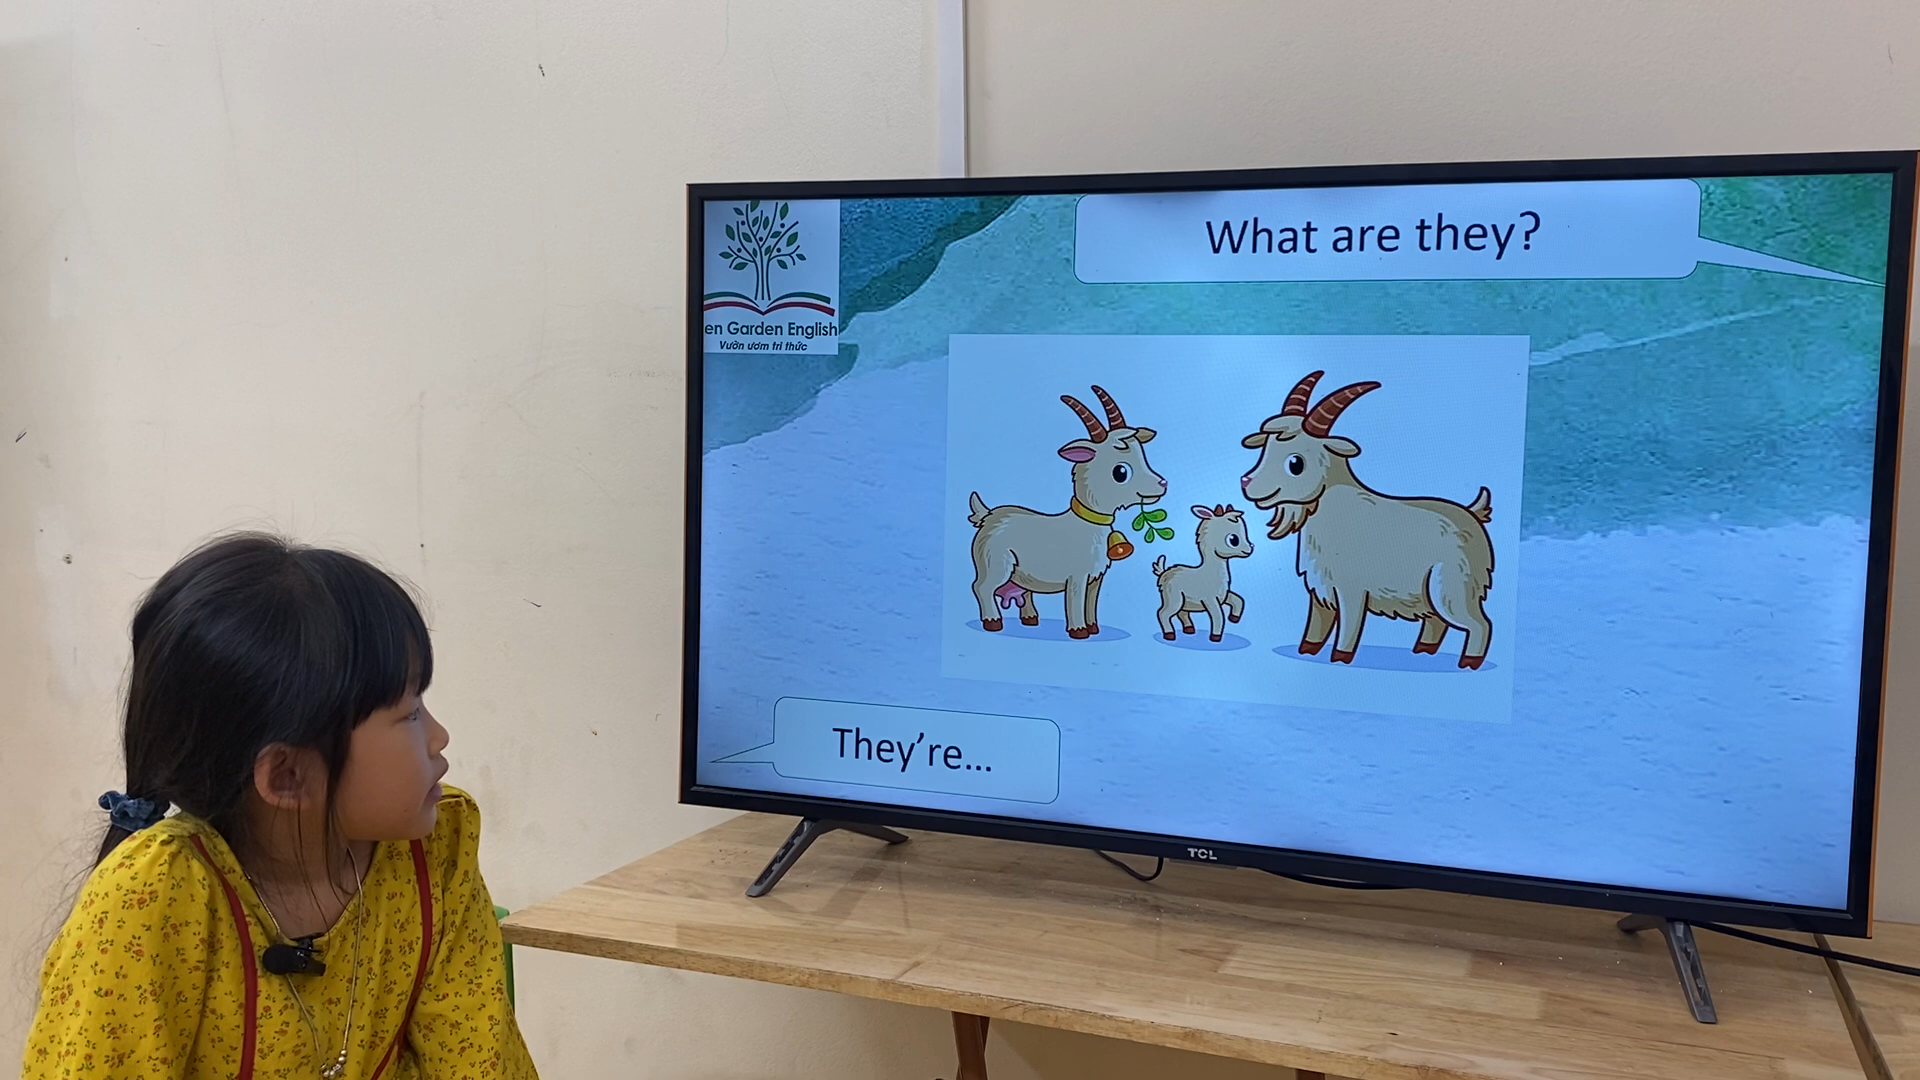 What are they?
en Garden English
Vườn ươm tri thức
They're...
TCL